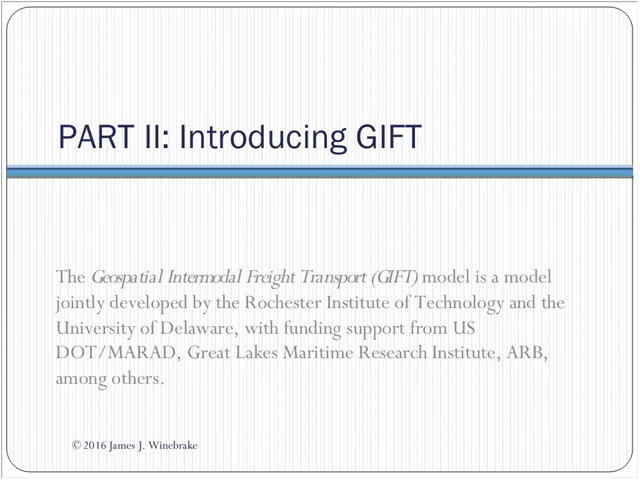 PART II: Introducing GIFT
The Geospatial Intermodal Freight Transport (GIFT) model is a model
jointly developed by the Rochester Institute of Technology and the
University of Delaware, with funding support from US
DOT/MARAD, Great Lakes Maritime Research Institute, ARB,
among others.
© 2016 James J. Winebrake